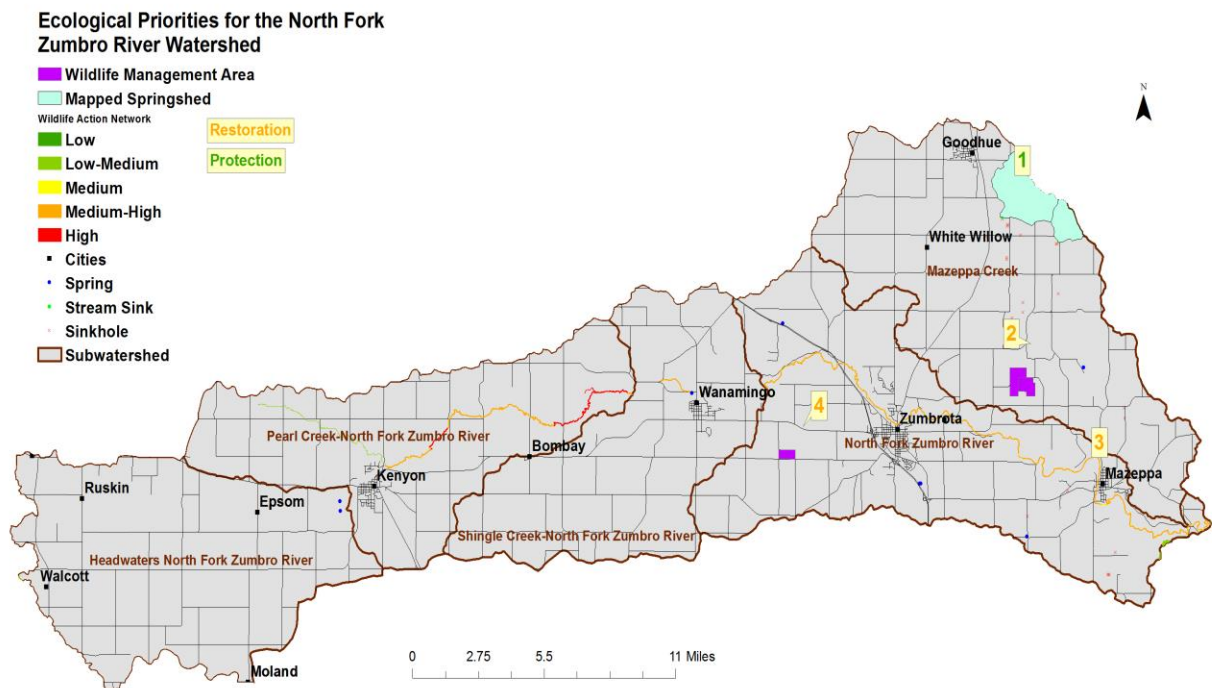 Ecological Priorities for the North Fork
Zumbro River Watershed
Wildlife Management Area
Mapped Springshed
Wildlife Action Network
Low
Low-Medium
Medium
Medium-High
High
Cities
Spring
Stream Sink
Sinkhole
Subwatershed
Restoration
Protection
N
Goodhue
1
White Willow
Mazeppa Creek
2
Wanamingo
4
Zumbrota
North Fork Zumbro River
3
Mazeppa
Pearl Creek-North Fork Zumbro River
Bombay
Kenyon
Ruskin
Epsom
Shingle Creek-North Fork Zumbro River
Headwaters North Fork Zumbro River
Walcott
Moland
0 2.75 5.5 11 Miles